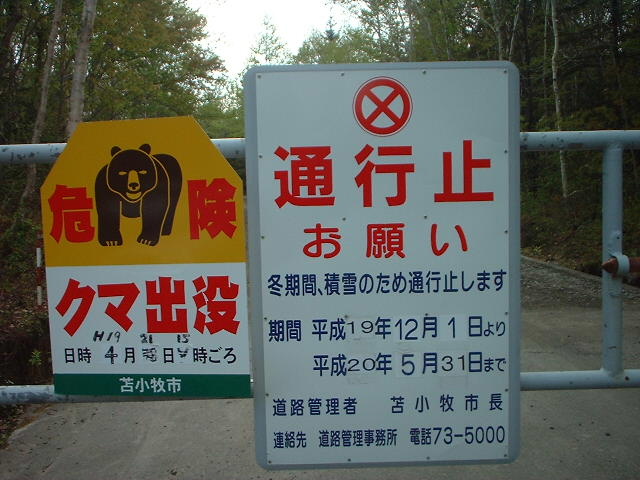 危険
クマ出没
H19
日時 4月 日 時ごろ
苫小牧市
通行止
お願い
冬期間、積雪のため通行止します
期間 平成19年12月1日より
平成20年 5月31日まで
道路管理者 苫小牧市長
連絡先 道路管理事務所 電話73-5000